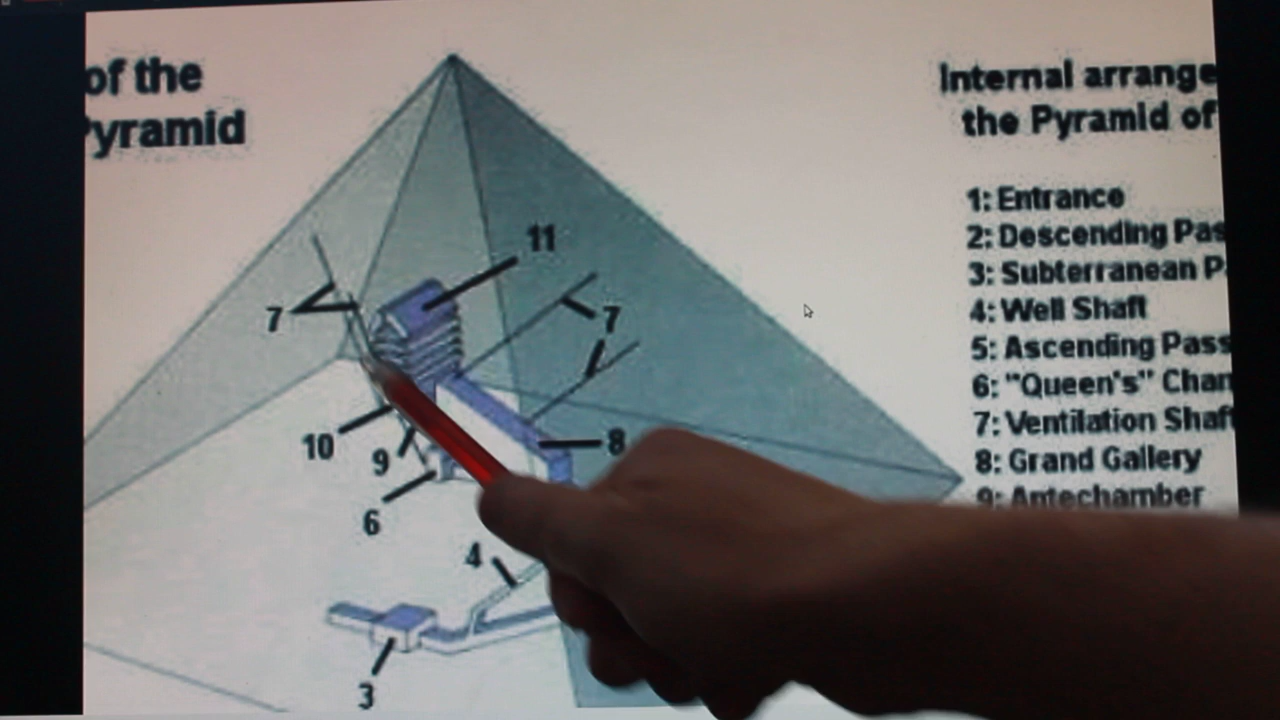 of the
Pyramid
Internal arrange
the Pyramid of
1: Entrance
2: Descending Pas
3: Subterranean P
4: Well Shaft
5: Ascending Pass
6: "Queen's" Cham
7: Ventilation Shaft
8: Grand Gallery
9: Antechamber
11
7
7
10
9
8
6
4
3